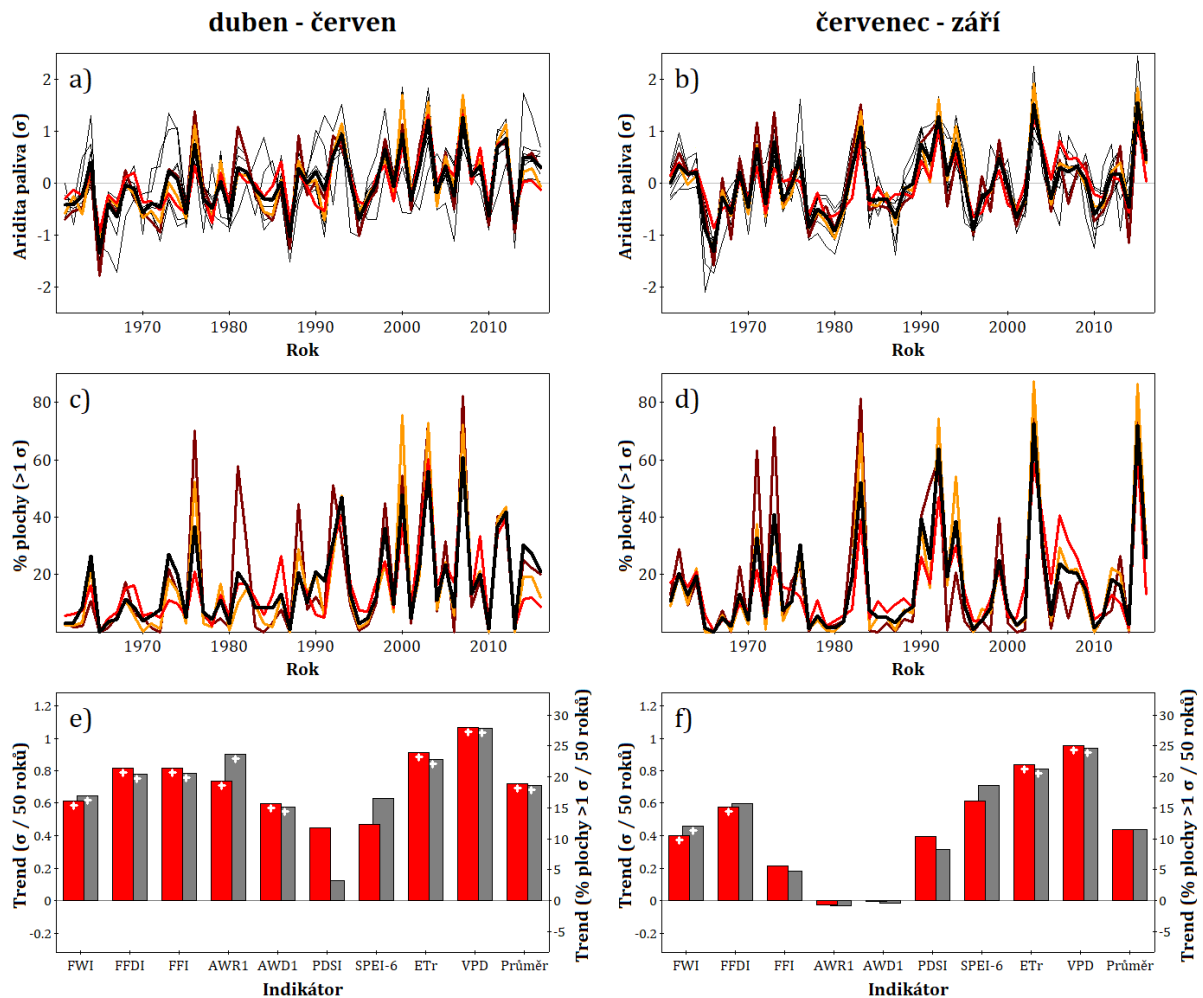 duben - červen
červenec - září
a)
Aridita paliva (σ)
2
1
0
-1
-2
1970 1980 1990 2000 2010
Rok
b)
Aridita paliva (σ)
2
1
0
-1
-2
1970 1980 1990 2000 2010
Rok
c)
% plochy (>1 σ)
80
60
40
20
1970 1980 1990 2000 2010
Rok
d)
% plochy (>1 σ)
80
60
40
20
1970 1980 1990 2000 2010
Rok
e)
Trend (σ / 50 roků)
1.2
1
0.8
0.6
0.4
0.2
0
-0.2
30
25
20
15
10
5
0
-5
Trend (% plochy >1 σ / 50 roků)
FWI FFDI FFI AWR1 AWD1 PDSI SPEI-6 ETr VPD Průměr
Indikátor
f)
Trend (σ / 50 roků)
1.2
1
0.8
0.6
0.4
0.2
0
-0.2
30
25
20
15
10
5
0
-5
Trend (% plochy >1 σ / 50 roků)
FWI FFDI FFI AWR1 AWD1 PDSI SPEI-6 ETr VPD Průměr
Indikátor